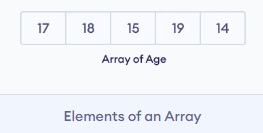 17 18 15 19 14
Array of Age
Elements of an Array